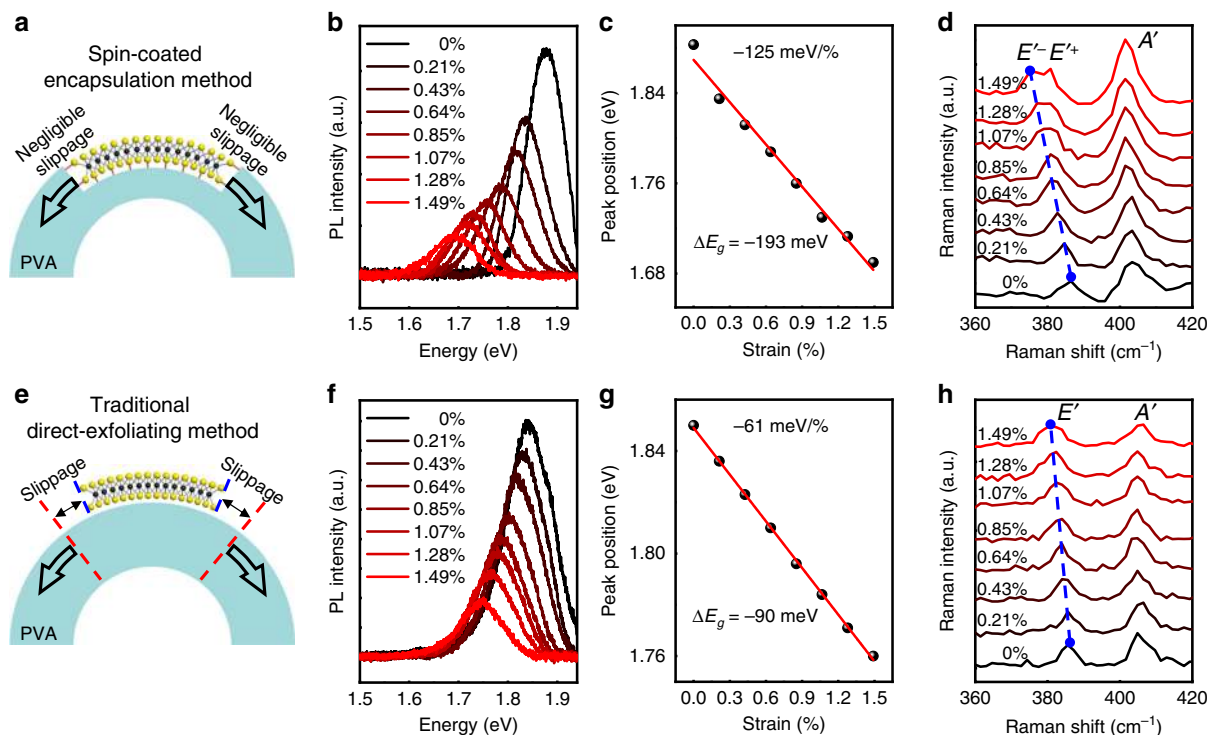 a
Spin-coated
encapsulation method
Negligible
slippage
Negligible
slippage
PVA
b
PL intensity (a.u.)
0%
0.21%
0.43%
0.64%
0.85%
1.07%
1.28%
1.49%
1.5 1.6 1.7 1.8 1.9
Energy (eV)
c
Peak position (eV)
1.84
1.76
1.68
–125 meV/%
ΔEg = –193 meV
0.0 0.3 0.6 0.9 1.2 1.5
Strain (%)
d
Raman intensity (a.u.)
E′– E′+
A′
1.49%
1.28%
1.07%
0.85%
0.64%
0.43%
0.21%
0%
360 380 400 420
Raman shift (cm–1)
e
Traditional
direct-exfoliating method
Slippage
Slippage
PVA
f
PL intensity (a.u.)
0%
0.21%
0.43%
0.64%
0.85%
1.07%
1.28%
1.49%
1.5 1.6 1.7 1.8 1.9
Energy (eV)
g
Peak position (eV)
1.84
1.80
1.76
–61 meV/%
ΔEg = –90 meV
0.0 0.3 0.6 0.9 1.2 1.5
Strain (%)
h
Raman intensity (a.u.)
E′
A′
1.49%
1.28%
1.07%
0.85%
0.64%
0.43%
0.21%
0%
360 380 400 420
Raman shift (cm–1)